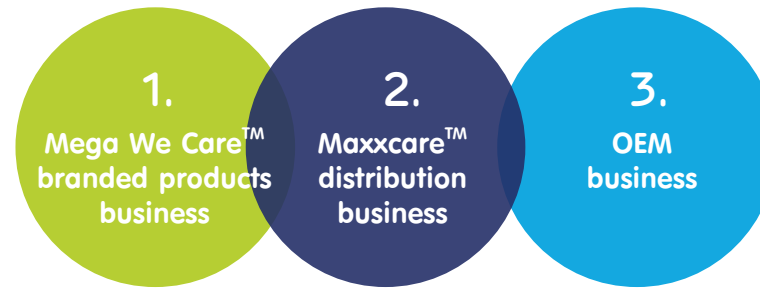 1.
Mega We Care™
branded products
business
2.
Maxxcare™
distribution
business
3.
OEM
business